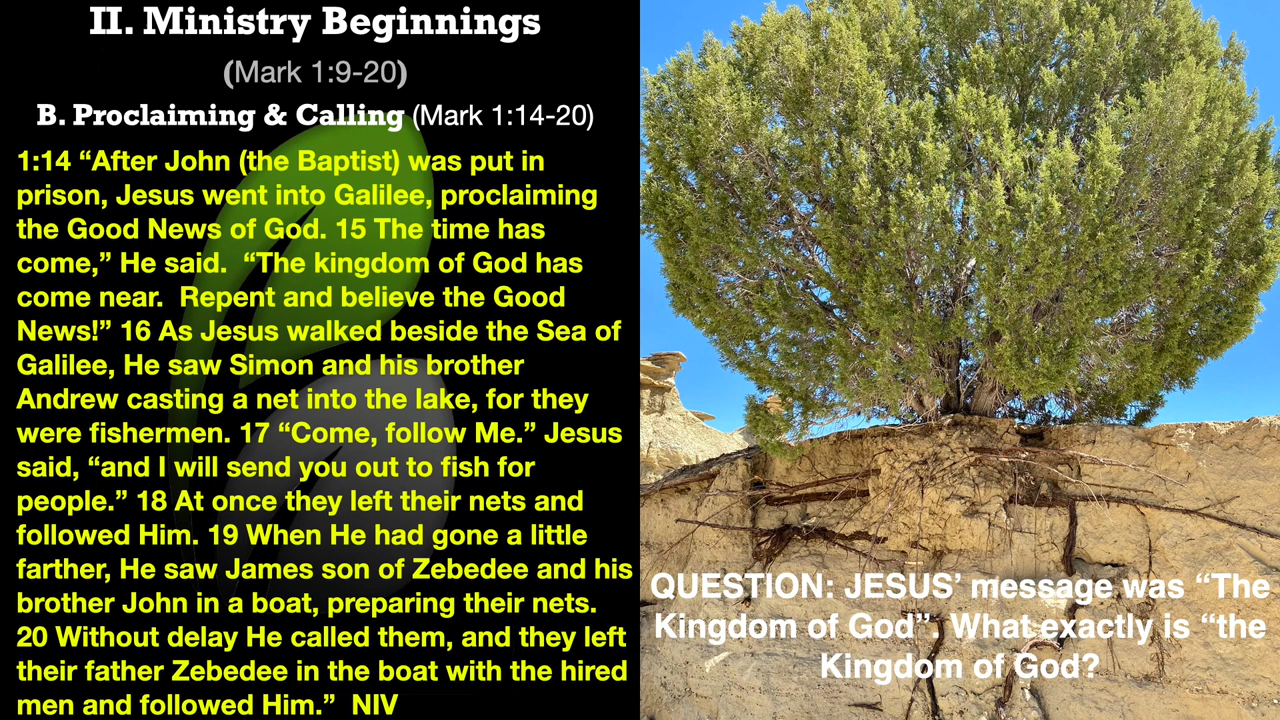 II. Ministry Beginnings
(Mark 1:9-20)
B. Proclaiming & Calling (Mark 1:14-20)
1:14 “After John (the Baptist) was put in
prison, Jesus went into Galilee, proclaiming
the Good News of God. 15 The time has
come,” He said.  “The kingdom of God has
come near.  Repent and believe the Good
News!” 16 As Jesus walked beside the Sea of
Galilee, He saw Simon and his brother
Andrew casting a net into the lake, for they
were fishermen. 17 “Come, follow Me.” Jesus
said, “and I will send you out to fish for
people.” 18 At once they left their nets and
followed Him. 19 When He had gone a little
farther, He saw James son of Zebedee and his
brother John in a boat, preparing their nets.
20 Without delay He called them, and they left
their father Zebedee in the boat with the hired
men and followed Him.”  NIV
QUESTION: JESUS’ message was “The
Kingdom of God”. What exactly is “the
Kingdom of God?